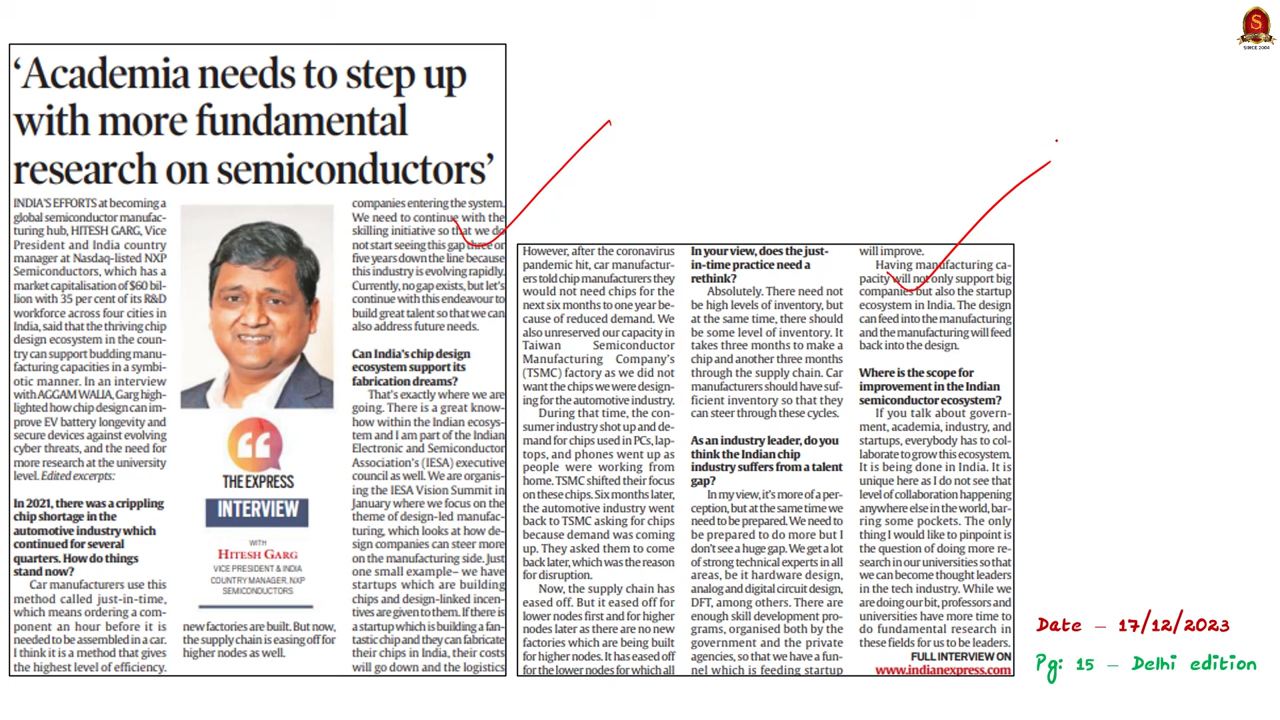 ‘Academia needs to step up
with more fundamental
research on semiconductors’
INDIA’S EFFORTS at becoming a
global semiconductor manufac-
turing hub, HITESH GARG, Vice
President and India country
manager at Nasdaq-listed NXP
Semiconductors, which has a
market capitalisation of $60 bil-
lion with 35 per cent of its R&D
workforce across four cities in
India, said that the thriving chip
design ecosystem in the coun-
try can support budding manu-
facturing capacities in a symbi-
otic manner. In an interview
with AGGAM WALIA, Garg high-
lighted how chip design can im-
prove EV battery longevity and
secure devices against evolving
cyber threats, and the need for
more research at the university
level. Edited excerpts:
In 2021, there was a crippling
chip shortage in the
automotive industry which
continued for several
quarters. How do things
stand now?
Car manufacturers use this
method called just-in-time,
which means ordering a com-
ponent an hour before it is
needed to be assembled in a car.
I think it is a method that gives
the highest level of efficiency.
THE EXPRESS
INTERVIEW
WITH
HITESH GARG
VICE PRESIDENT & INDIA
COUNTRY MANAGER, NXP
SEMICONDUCTORS
new factories are built. But now,
the supply chain is easing off for
higher nodes as well.
companies entering the system.
We need to continue with the
skilling initiative so that we do
not start seeing this gap three or
five years down the line because
this industry is evolving rapidly.
Currently, no gap exists, but let’s
continue with this endeavour to
build great talent so that we can
also address future needs.
Can India’s chip design
ecosystem support its
fabrication dreams?
That’s exactly where we are
going. There is a great know-
how within the Indian ecosys-
tem and I am part of the Indian
Electronic and Semiconductor
Association’s (IESA) executive
council as well. We are organis-
ing the IESA Vision Summit in
January where we focus on the
theme of design-led manufac-
turing, which looks at how de-
sign companies can steer more
on the manufacturing side. Just
one small example– we have
startups which are building
chips and design-linked incen-
tives are given to them. If there is
a startup which is building a fan-
tastic chip and they can fabricate
their chips in India, their costs
will go down and the logistics
However, after the coronavirus
pandemic hit, car manufactur-
ers told chip manufacturers they
would not need chips for the
next six months to one year be-
cause of reduced demand. We
also unreserved our capacity in
Taiwan Semiconductor
Manufacturing Company’s
(TSMC) factory as we did not
want the chips we were design-
ing for the automotive industry.
During that time, the con-
sumer industry shot up and de-
mand for chips used in PCs, lap-
tops, and phones went up as
people were working from
home. TSMC shifted their focus
on these chips. Six months later,
the automotive industry went
back to TSMC asking for chips
because demand was coming
up. They asked them to come
back later, which was the reason
for disruption.
Now, the supply chain has
eased off. But it eased off for
lower nodes first and for higher
nodes later as there are no new
factories which are being built
for higher nodes. It has eased off
for the lower nodes for which all
In your view, does the just-
in-time practice need a
rethink?
Absolutely. There need not
be high levels of inventory, but
at the same time, there should
be some level of inventory. It
takes three months to make a
chip and another three months
through the supply chain. Car
manufacturers should have suf-
ficient inventory so that they
can steer through these cycles.
As an industry leader, do you
think the Indian chip
industry suffers from a talent
gap?
In my view, it’s more of a per-
ception, but at the same time we
need to be prepared. We need to
be prepared to do more but I
don’t see a huge gap. We get a lot
of strong technical experts in all
areas, be it hardware design,
analog and digital circuit design,
DFT, among others. There are
enough skill development pro-
grams, organised both by the
government and the private
agencies, so that we have a fun-
nel which is feeding startup
will improve.
Having manufacturing ca-
pacity will not only support big
companies but also the startup
ecosystem in India. The design
can feed into the manufacturing
and the manufacturing will feed
back into the design.
Where is the scope for
improvement in the Indian
semiconductor ecosystem?
If you talk about govern-
ment, academia, industry, and
startups, everybody has to col-
laborate to grow this ecosystem.
It is being done in India. It is
unique here as I do not see that
level of collaboration happening
anywhere else in the world, bar-
ring some pockets. The only
thing I would like to pinpoint is
the question of doing more re-
search in our universities so that
we can become thought leaders
in the tech industry. While we
are doing our bit, professors and
universities have more time to
do fundamental research in
these fields for us to be leaders.
FULL INTERVIEW ON
www.indianexpress.com
S
SINCE 2004
Date – 17/12/2023
Pg: 15 – Delhi edition